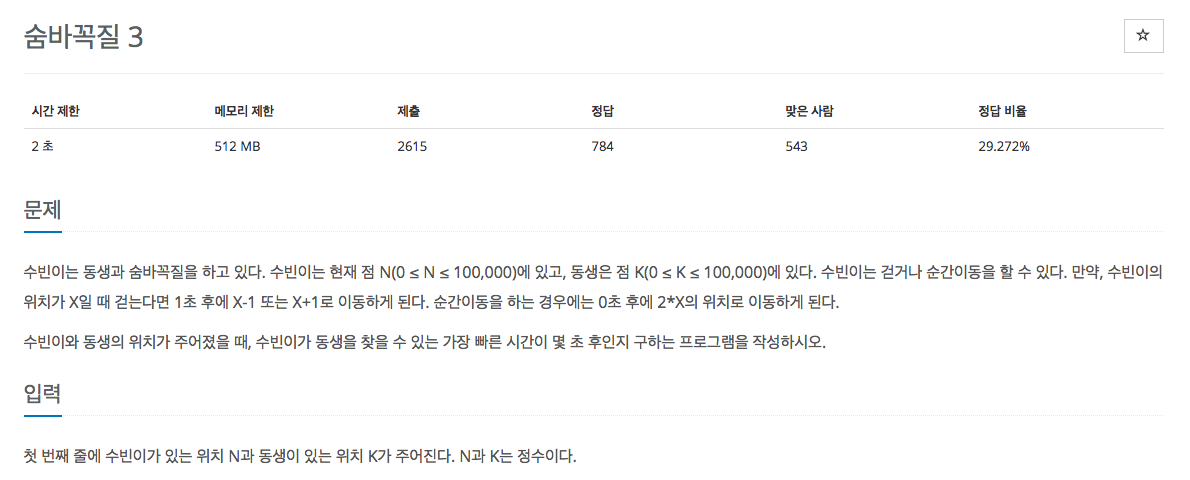 숨바꼭질 3
☆
시간 제한 메모리 제한 제출 정답 맞은 사람 정답 비율
2 초 512 MB 2615 784 543 29.272%
문제
수빈이는 동생과 숨바꼭질을 하고 있다. 수빈이는 현재 점 N(0 ≤ N ≤ 100,000)에 있고, 동생은 점 K(0 ≤ K ≤ 100,000)에 있다. 수빈이는 걷거나 순간이동을 할 수 있다. 만약, 수빈이의
위치가 X일 때 걷는다면 1초 후에 X-1 또는 X+1로 이동하게 된다. 순간이동을 하는 경우에는 0초 후에 2*X의 위치로 이동하게 된다.
수빈이와 동생의 위치가 주어졌을 때, 수빈이가 동생을 찾을 수 있는 가장 빠른 시간이 몇 초 후인지 구하는 프로그램을 작성하시오.
입력
첫 번째 줄에 수빈이가 있는 위치 N과 동생이 있는 위치 K가 주어진다. N과 K는 정수이다.